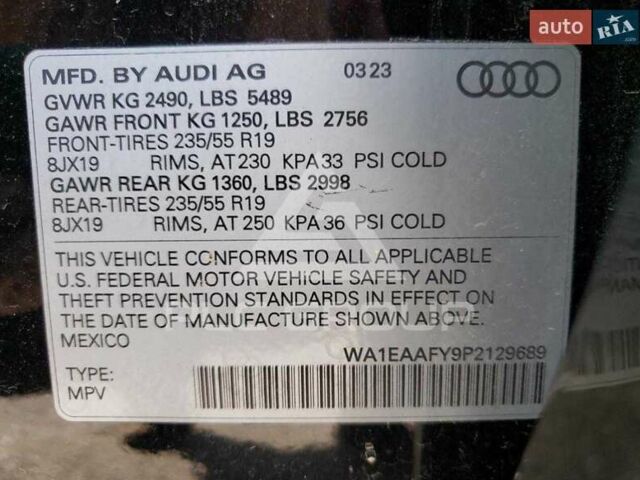 auto RIA
MFD. BY AUDI AG 0323
GVWR KG 2490, LBS 5489
GAWR FRONT KG 1250, LBS 2756
FRONT-TIRES 235/55 R19
8JX19 RIMS, AT 230 KPA 33 PSI COLD
GAWR REAR KG 1360, LBS 2998
REAR-TIRES 235/55 R19
8JX19 RIMS, AT 250 KPA 36 PSI COLD
THIS VEHICLE CONFORMS TO ALL APPLICABLE
U.S. FEDERAL MOTOR VEHICLE SAFETY AND
THEFT PREVENTION STANDARDS IN EFFECT ON
THE DATE OF MANUFACTURE SHOWN ABOVE.
MEXICO
WA1EAAFY9P2129689
TYPE:
MPV